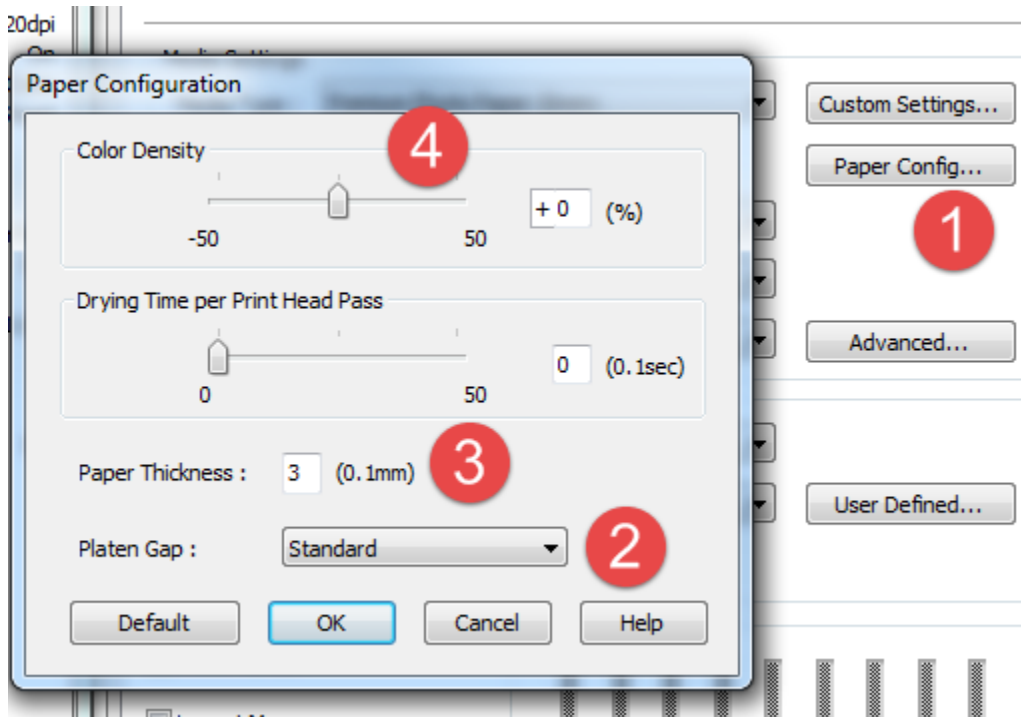 20dpi
On
Paper Configuration
Custom Settings...
Color Density
4
Paper Config...
+ 0 (%)
-50 50
1
Drying Time per Print Head Pass
Advanced...
0 (0.1sec)
0 50
Paper Thickness : 3 (0.1mm)
3
User Defined...
Platen Gap : Standard
2
Default OK Cancel Help